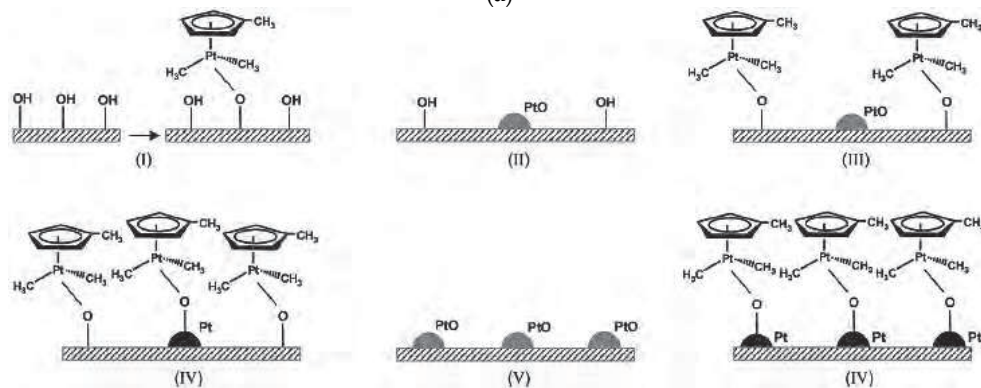 (a)
CH₃
Pt
H₃C CH₃
OH OH OH OH O OH
(I)
OH PtO OH
(II)
CH₃ CH₃
Pt Pt
H₃C CH₃ H₃C CH₃
O PtO O
(III)
CH₃ CH₃ CH₃
Pt Pt Pt
H₃C CH₃ H₃C CH₃ H₃C CH₃
O O O
Pt
(IV)
PtO PtO PtO
(V)
CH₃ CH₃ CH₃
Pt Pt Pt
H₃C CH₃ H₃C CH₃ H₃C CH₃
O O O
Pt Pt Pt
(IV)